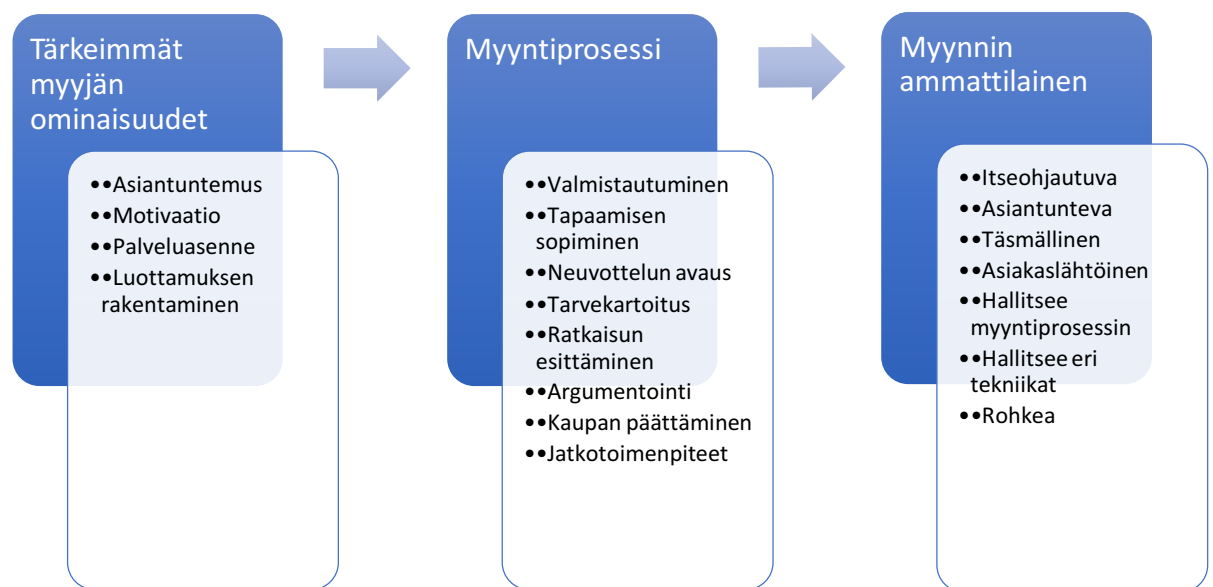 Tärkeimmät
myyjän
ominaisuudet
••Asiantuntemus
••Motivaatio
••Palveluasenne
••Luottamuksen
rakentaminen
Myyntiprosessi
••Valmistautuminen
••Tapaamisen
sopiminen
••Neuvottelun avaus
••Tarvekartoitus
••Ratkaisun
esittäminen
••Argumentointi
••Kaupan päättäminen
••Jatkotoimenpiteet
Myynnin
ammattilainen
••Itseohjautuva
••Asiantunteva
••Täsmällinen
••Asiakaslähtöinen
••Hallitsee
myyntiprosessin
••Hallitsee eri
tekniikat
••Rohkea